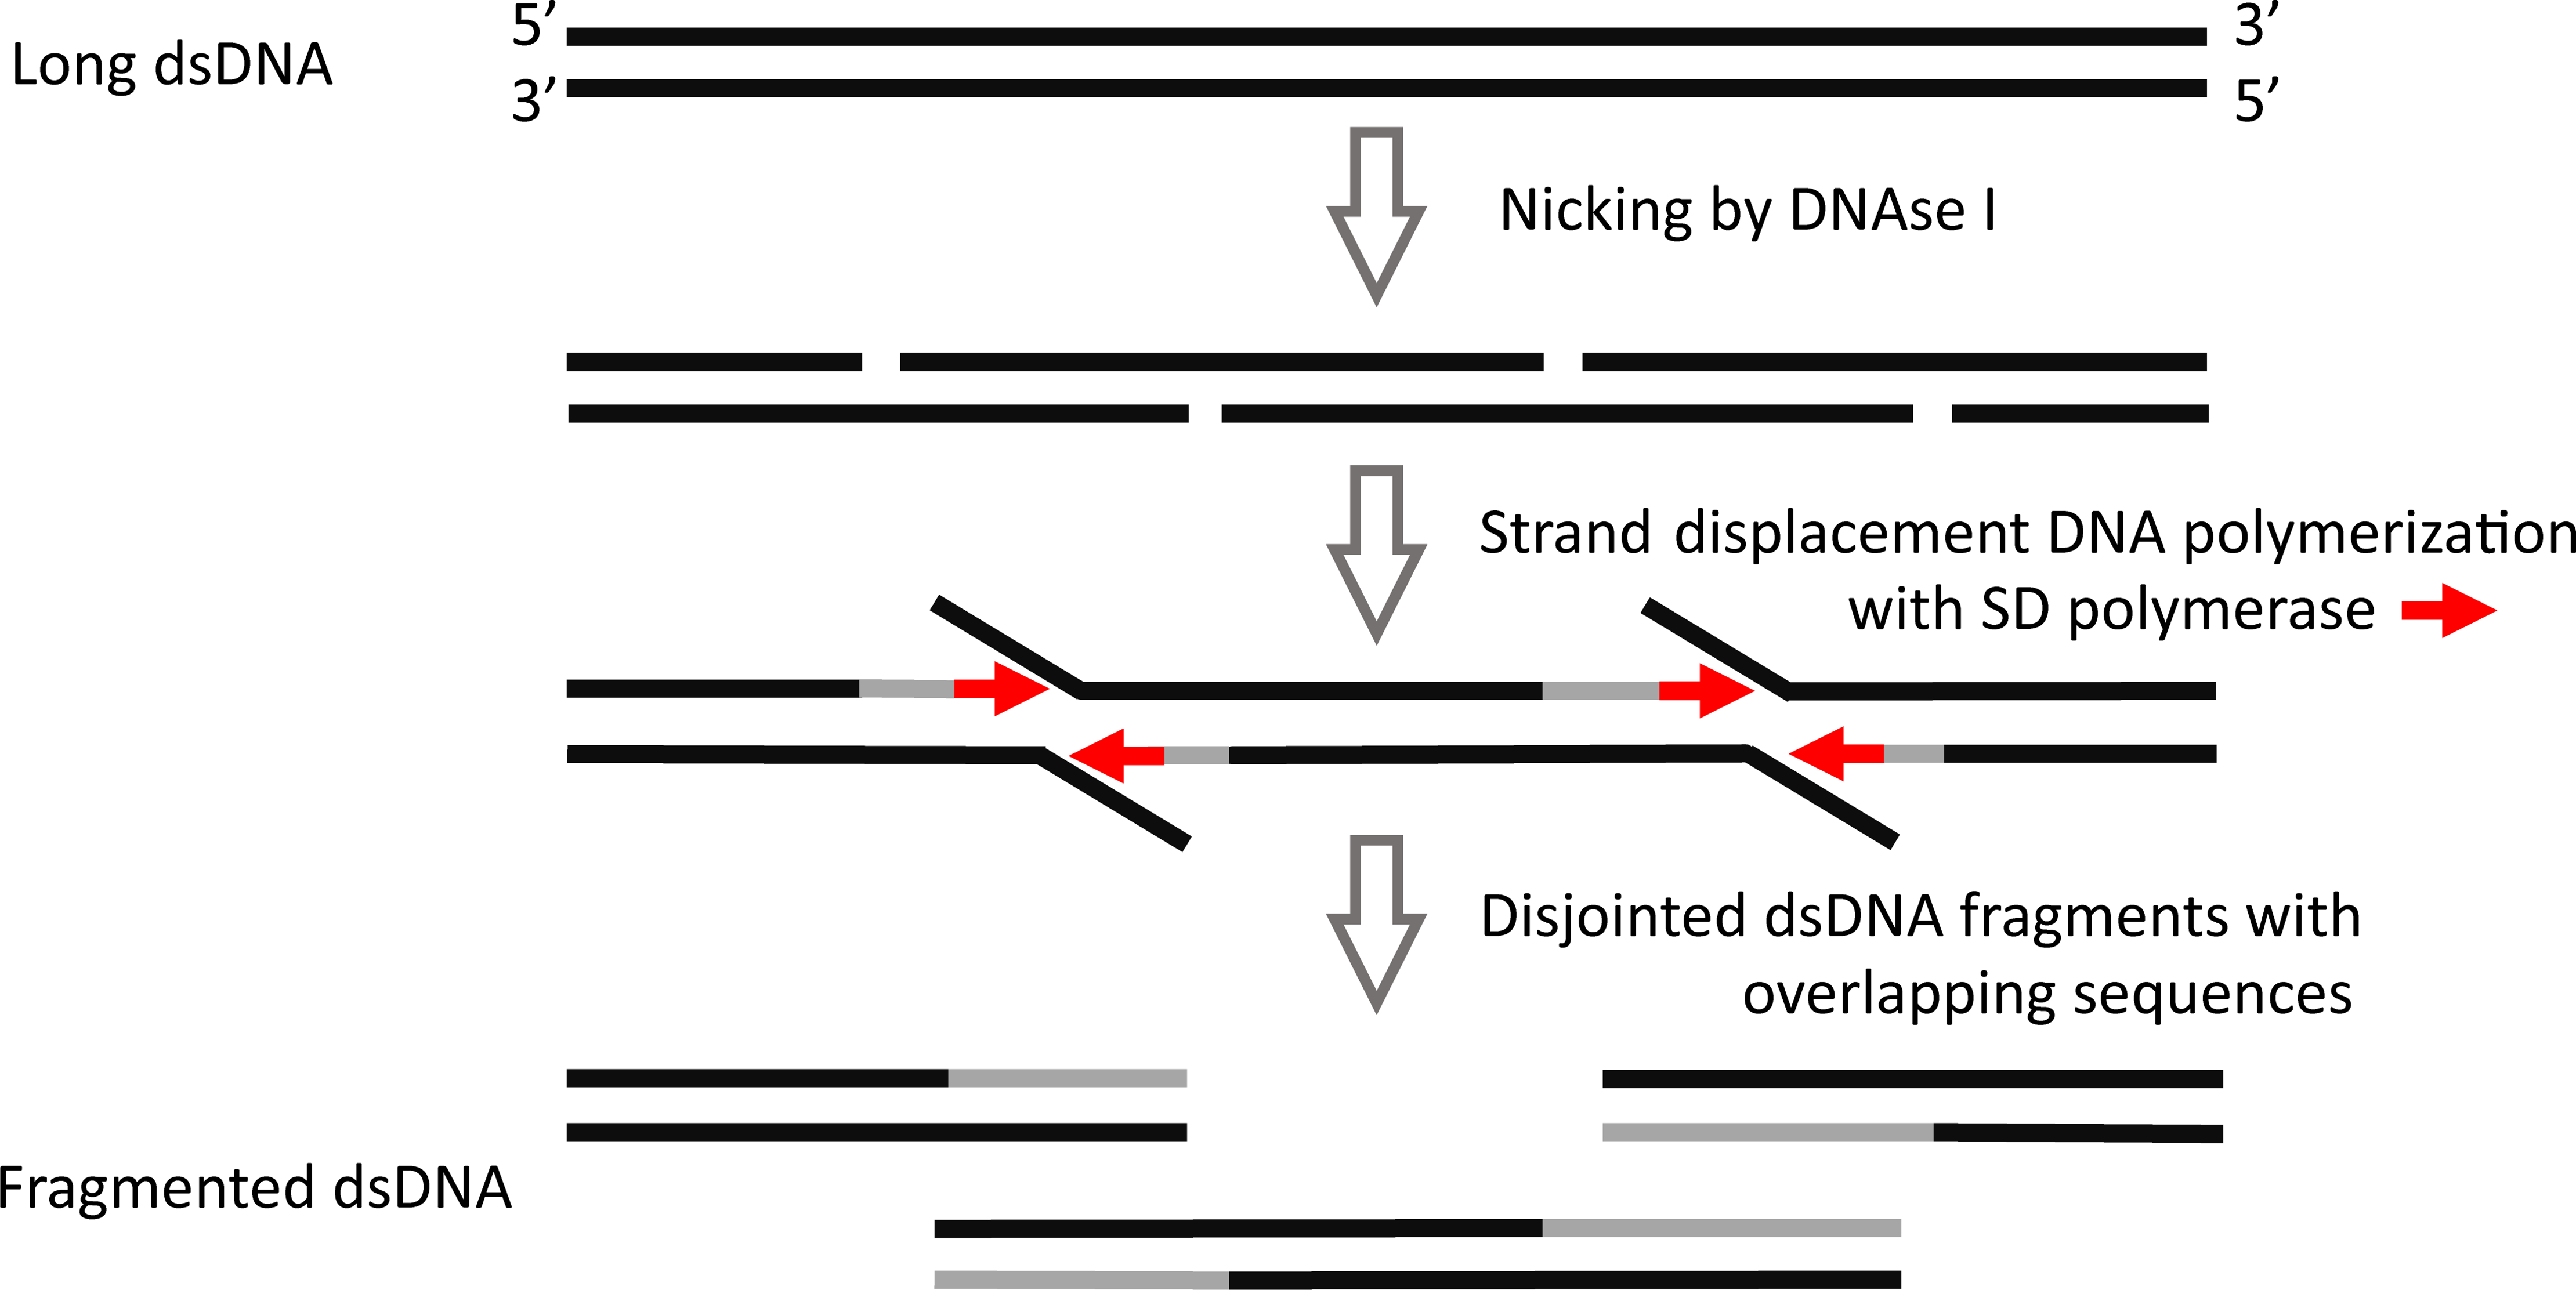 5’ 3’
Long dsDNA
3’ 5’
Nicking by DNAse I
Strand displacement DNA polymerization
with SD polymerase
Disjointed dsDNA fragments with
overlapping sequences
Fragmented dsDNA